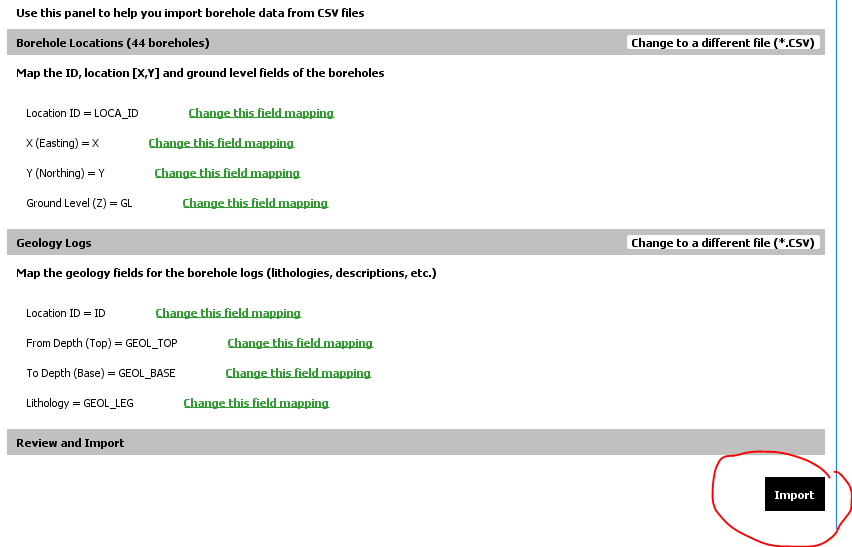 Use this panel to help you import borehole data from CSV files
Borehole Locations (44 boreholes) Change to a different file (*.CSV)
Map the ID, location [X,Y] and ground level fields of the boreholes
Location ID = LOCA_ID Change this field mapping
X (Easting) = X Change this field mapping
Y (Northing) = Y Change this field mapping
Ground Level (Z) = GL Change this field mapping
Geology Logs Change to a different file (*.CSV)
Map the geology fields for the borehole logs (lithologies, descriptions, etc.)
Location ID = ID Change this field mapping
From Depth (Top) = GEOL_TOP Change this field mapping
To Depth (Base) = GEOL_BASE Change this field mapping
Lithology = GEOL_LEG Change this field mapping
Review and Import
Import